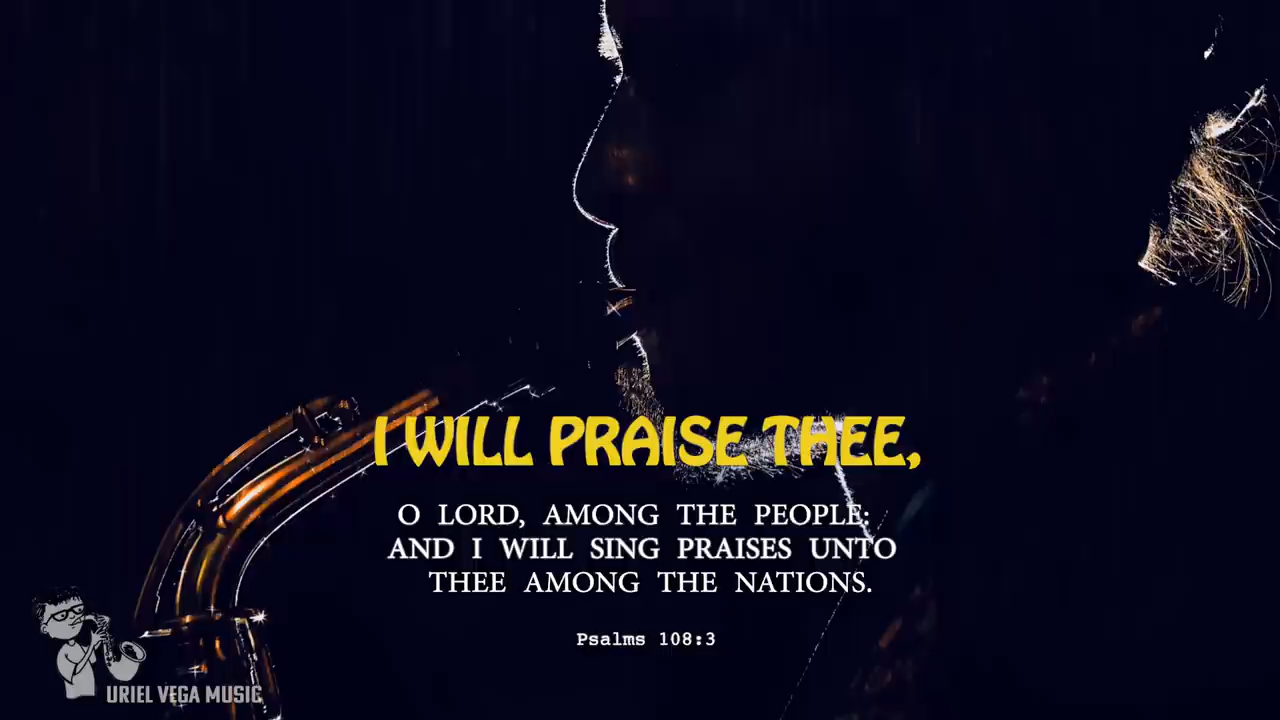 I WILL PRAISE THEE,
O LORD, AMONG THE PEOPLE:
AND I WILL SING PRAISES UNTO
THEE AMONG THE NATIONS.
Psalms 108:3
URIEL VEGA MUSIC